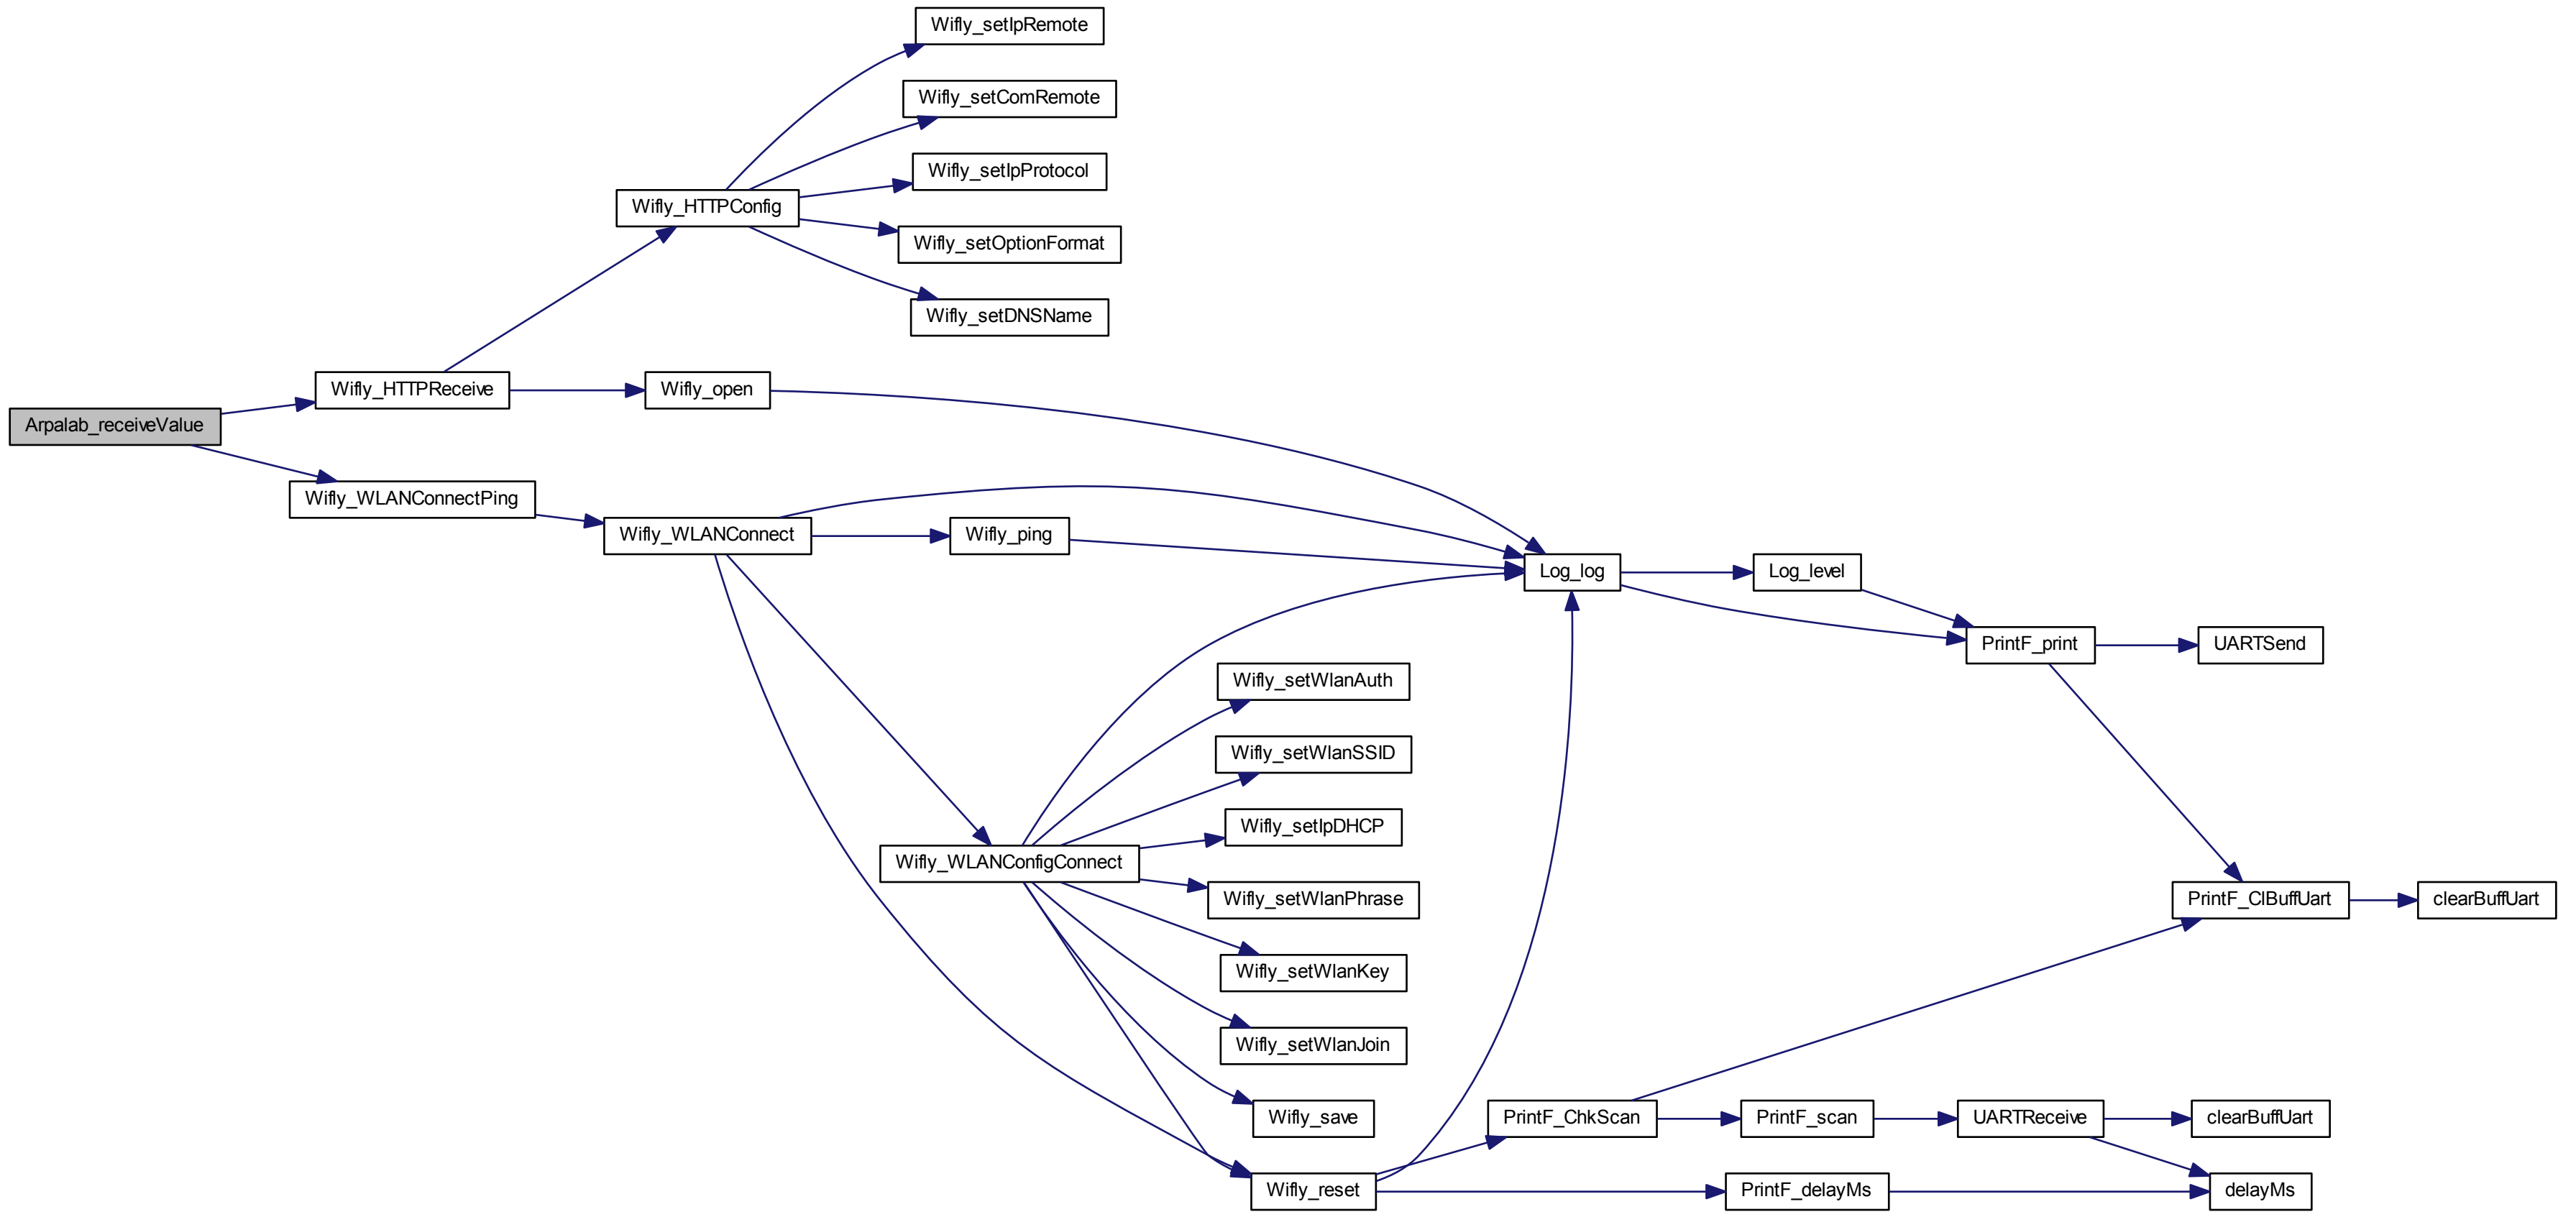 Wifly_setIpRemote
Wifly_setComRemote
Wifly_setIpProtocol
Wifly_HTTPConfig
Wifly_setOptionFormat
Wifly_setDNSName
Wifly_HTTPReceive
Wifly_open
Arpalab_receiveValue
Wifly_WLANConnectPing
Wifly_WLANConnect
Wifly_ping
Log_log
Log_level
PrintF_print
UARTSend
Wifly_setWlanAuth
Wifly_setWlanSSID
Wifly_setIpDHCP
Wifly_WLANConfigConnect
Wifly_setWlanPhrase
PrintF_ClBuffUart
clearBuffUart
Wifly_setWlanKey
Wifly_setWlanJoin
Wifly_save
PrintF_ChkScan
PrintF_scan
UARTReceive
clearBuffUart
Wifly_reset
PrintF_delayMs
delayMs